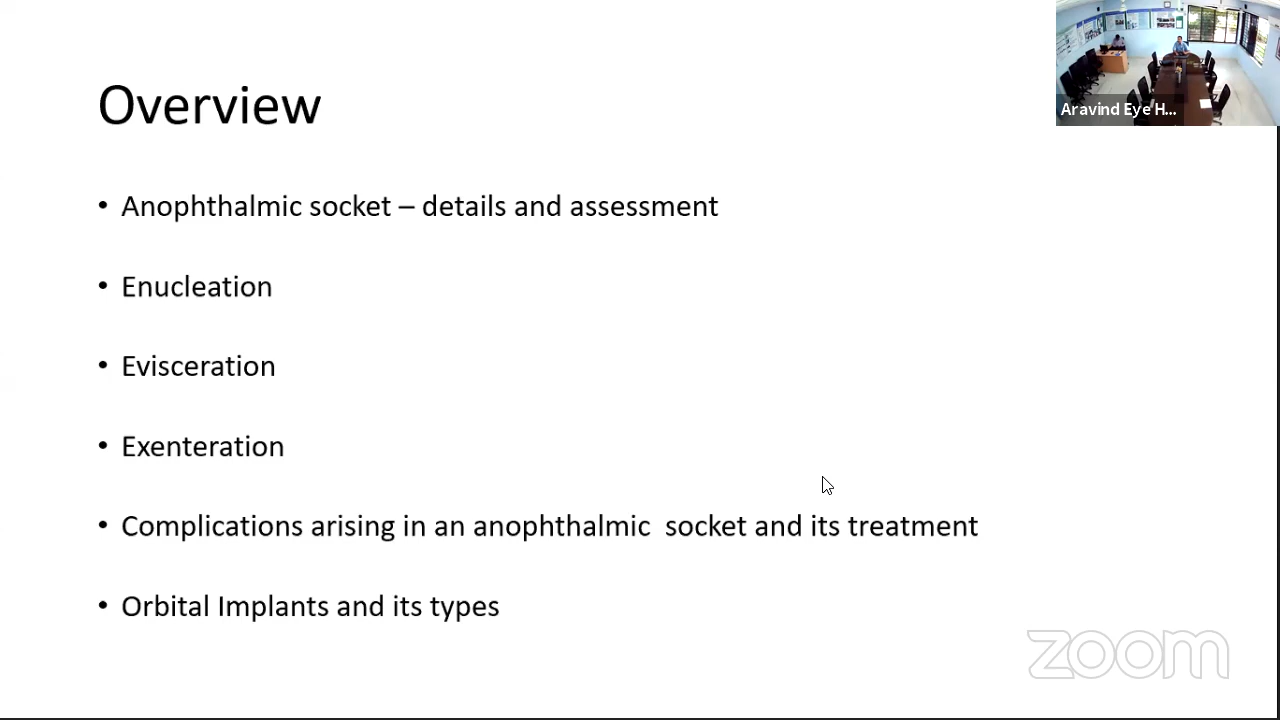 Overview
Aravind Eye H...
• Anophthalmic socket – details and assessment
• Enucleation
• Evisceration
• Exenteration
• Complications arising in an anophthalmic  socket and its treatment
• Orbital Implants and its types
zoom